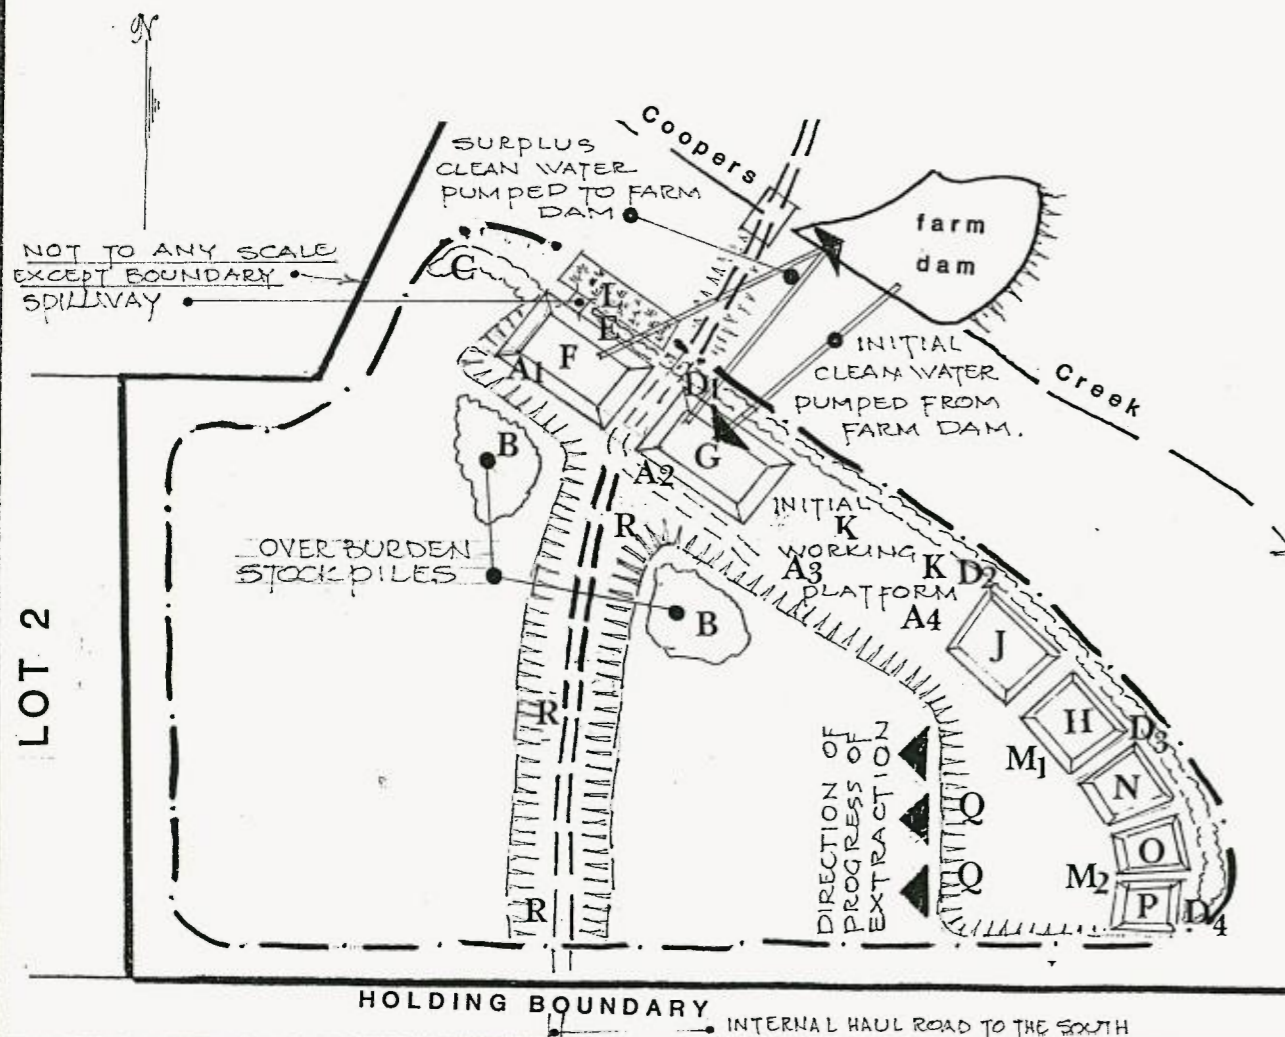 N
Coopers
SURPLUS
CLEAN WATER
PUMPED TO FARM
DAM
farm
dam
NOT TO ANY SCALE
EXCEPT BOUNDARY
SPILLWAY
C
L
E
F
A1
D1
INITIAL
CLEAN WATER
PUMPED FROM
FARM DAM.
Creek
B
G
A2
INITIAL
K
WORKING
A3
K
D2
PLATFORM
A4
R
OVERBURDEN
STOCKPILES
B
J
H
D3
M1
N
LOT 2
R
DIRECTION OF
PROGRESS OF
EXTRACTION
Q
O
Q
M2
P
D4
R
HOLDING BOUNDARY
INTERNAL HAUL ROAD TO THE SOUTH